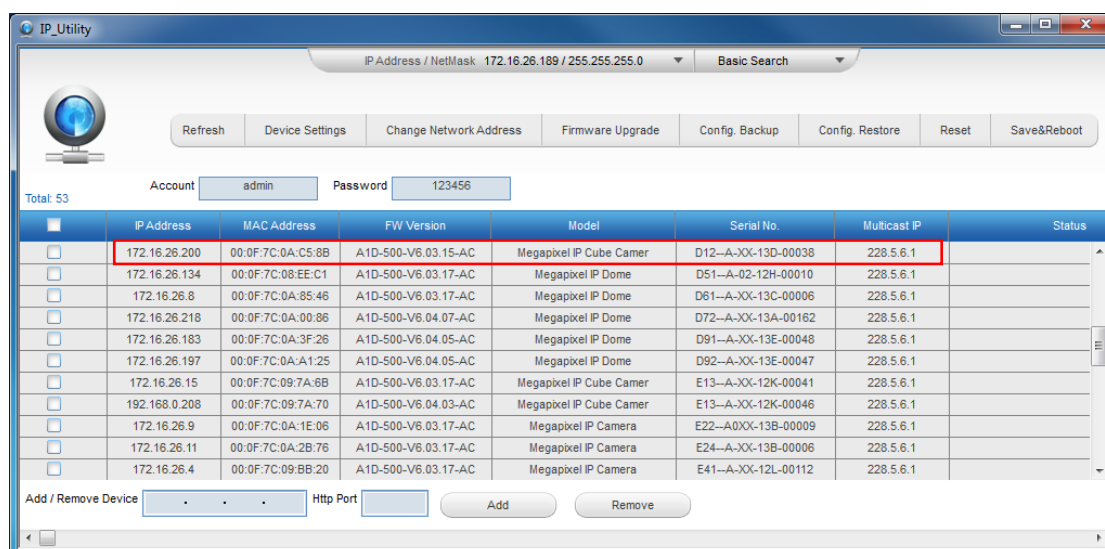 IP_Utility
IP Address / NetMask 172.16.26.189 / 255.255.255.0 Basic Search
Refresh Device Settings Change Network Address Firmware Upgrade Config. Backup Config. Restore Reset Save&Reboot
Account admin Password 123456
Total: 53
IP Address MAC Address FW Version Model Serial No. Multicast IP Status
172.16.26.200 00:0F:7C:0A:C5:8B A1D-500-V6.03.15-AC Megapixel IP Cube Camer D12--A-XX-13D-00038 228.5.6.1
172.16.26.134 00:0F:7C:08:EE:C1 A1D-500-V6.03.17-AC Megapixel IP Dome D51--A-02-12H-00010 228.5.6.1
172.16.26.8 00:0F:7C:0A:85:46 A1D-500-V6.03.17-AC Megapixel IP Dome D61--A-XX-13C-00006 228.5.6.1
172.16.26.218 00:0F:7C:0A:00:86 A1D-500-V6.04.07-AC Megapixel IP Dome D72--A-XX-13A-00162 228.5.6.1
172.16.26.183 00:0F:7C:0A:3F:26 A1D-500-V6.04.05-AC Megapixel IP Dome D91--A-XX-13E-00048 228.5.6.1
172.16.26.197 00:0F:7C:0A:A1:25 A1D-500-V6.04.05-AC Megapixel IP Dome D92--A-XX-13E-00047 228.5.6.1
172.16.26.15 00:0F:7C:09:7A:6B A1D-500-V6.03.17-AC Megapixel IP Cube Camer E13--A-XX-12K-00041 228.5.6.1
192.168.0.208 00:0F:7C:09:7A:70 A1D-500-V6.04.03-AC Megapixel IP Cube Camer E13--A-XX-12K-00046 228.5.6.1
172.16.26.9 00:0F:7C:0A:1E:06 A1D-500-V6.03.17-AC Megapixel IP Camera E22--A0XX-13B-00009 228.5.6.1
172.16.26.11 00:0F:7C:0A:2B:76 A1D-500-V6.03.17-AC Megapixel IP Camera E24--A-XX-13B-00006 228.5.6.1
172.16.26.4 00:0F:7C:09:BB:20 A1D-500-V6.03.17-AC Megapixel IP Camera E41--A-XX-12L-00112 228.5.6.1
Add / Remove Device . . . Http Port Add Remove